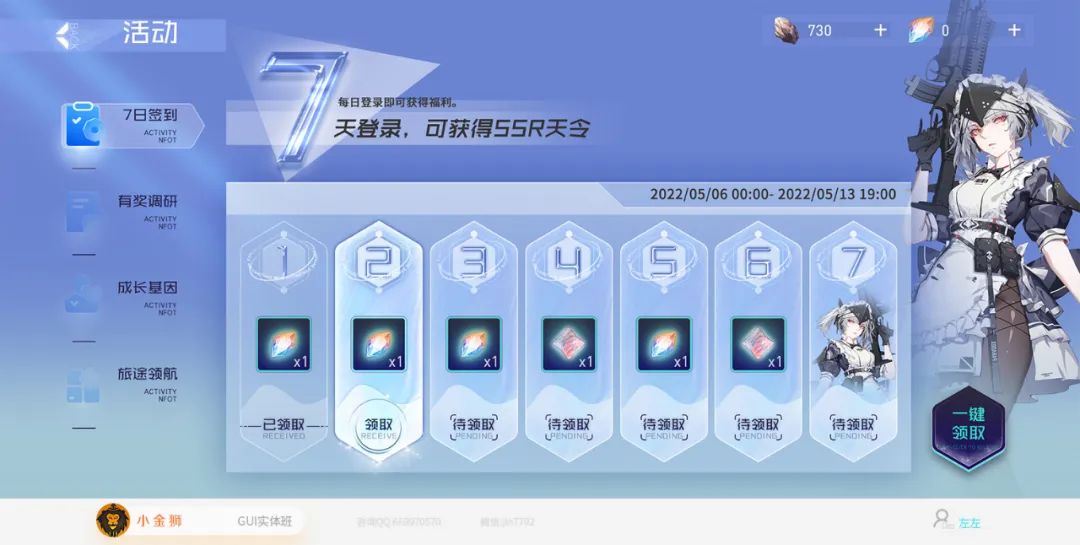 BACK
活动
730
0
7日签到
ACTIVITY
NFOT
有奖调研
ACTIVITY
NFOT
成长基因
ACTIVITY
NFOT
旅途领航
ACTIVITY
NFOT
7
每日登录即可获得福利。
天登录，可获得SSR天令
2022/05/06 00:00- 2022/05/13 19:00
1
2
3
4
5
6
7
x1
x1
x1
x1
x1
x1
已领取
RECEIVED
领取
RECEIVE
待领取
PENDING
待领取
PENDING
待领取
PENDING
待领取
PENDING
待领取
PENDING
一键
领取
小金狮
GUI实体班
左左